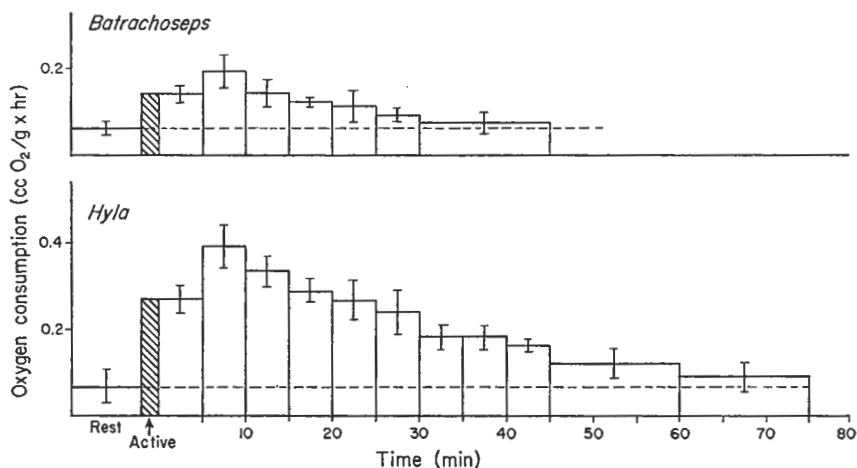 Batrachoseps
0.2
Hyla
0.4
0.2
Oxygen consumption (cc O₂/g x hr)
Rest
Active
10 20 30 40 50 60 70 80
Time (min)